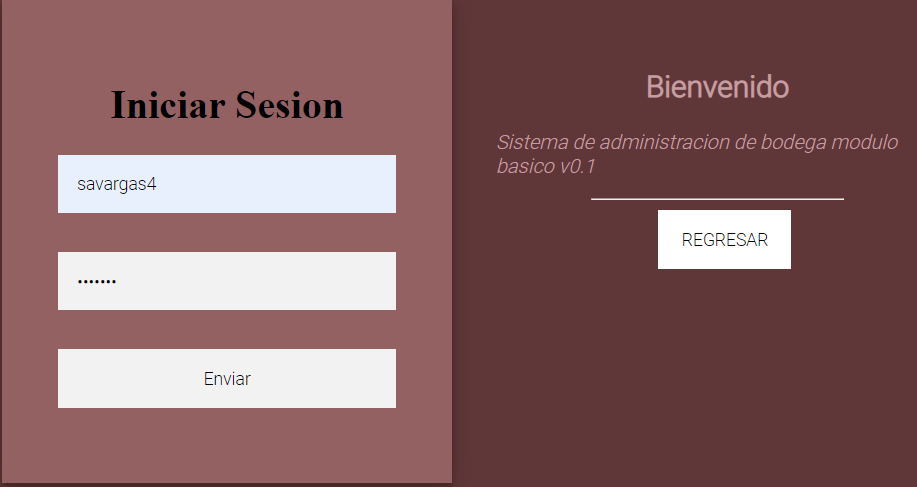 Iniciar Sesion
savargas4
•••••••
Enviar
Bienvenido
Sistema de administracion de bodega modulo
basico v0.1
REGRESAR